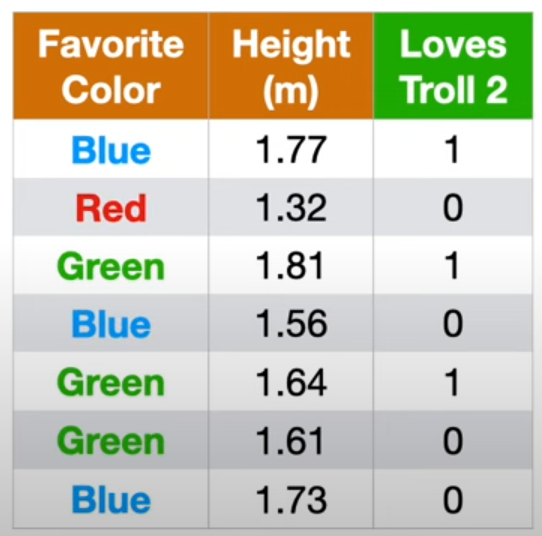 Favorite Color Height (m) Loves Troll 2
Blue 1.77 1
Red 1.32 0
Green 1.81 1
Blue 1.56 0
Green 1.64 1
Green 1.61 0
Blue 1.73 0